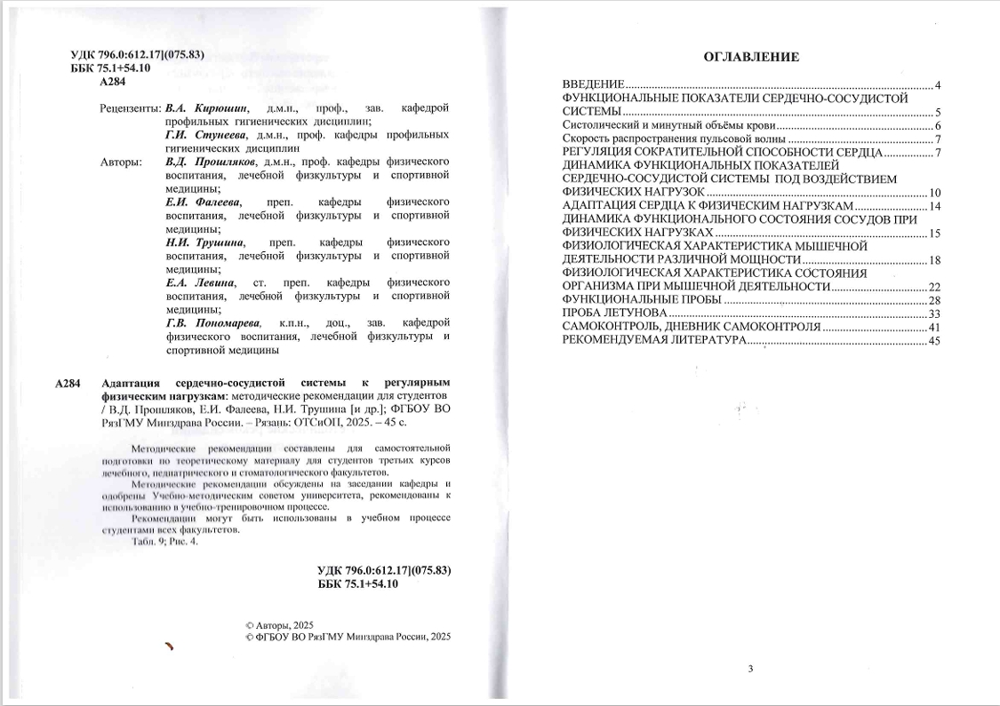 УДК 796.0:612.17](075.83)
ББК 75.1+54.10
А284
Рецензенты: В.А. Кирюшин, д.м.н., проф., зав. кафедрой
профильных гигиенических дисциплин;
Г.И. Стунеева, д.м.н., проф. кафедры профильных
гигиенических дисциплин
Авторы: В.Д. Прошляков, д.м.н., проф. кафедры физического
воспитания, лечебной физкультуры и спортивной
медицины;
Е.И. Фалеева, преп. кафедры физического
воспитания, лечебной физкультуры и спортивной
медицины;
Н.И. Трушина, преп. кафедры физического
воспитания, лечебной физкультуры и спортивной
медицины;
Е.А. Левина, ст. преп. кафедры физического
воспитания, лечебной физкультуры и спортивной
медицины;
Г.В. Пономарева, к.п.н., доц., зав. кафедрой
физического воспитания, лечебной физкультуры и
спортивной медицины
А284 Адаптация сердечно-сосудистой системы к регулярным
физическим нагрузкам: методические рекомендации для студентов
/ В.Д. Прошляков, Е.И. Фалеева, Н.И. Трушина [и др.]; ФГБОУ ВО
РязГМУ Минздрава России. – Рязань: ОТСиОП, 2025. – 45 с.
Методические рекомендации составлены для самостоятельной
подготовки по теоретическому материалу для студентов третьих курсов
лечебного, педиатрического и стоматологического факультетов.
Методические рекомендации обсуждены на заседании кафедры и
одобрены Учебно-методическим советом университета, рекомендованы к
использованию в учебно-тренировочном процессе.
Рекомендации могут быть использованы в учебном процессе
студентами всех факультетов.
Табл. 9; Рис. 4.
УДК 796.0:612.17](075.83)
ББК 75.1+54.10
© Авторы, 2025
© ФГБОУ ВО РязГМУ Минздрава России, 2025
ОГЛАВЛЕНИЕ
ВВЕДЕНИЕ 4
ФУНКЦИОНАЛЬНЫЕ ПОКАЗАТЕЛИ СЕРДЕЧНО-СОСУДИСТОЙ
СИСТЕМЫ 5
Систолический и минутный объёмы крови 6
Скорость распространения пульсовой волны 7
РЕГУЛЯЦИЯ СОКРАТИТЕЛЬНОЙ СПОСОБНОСТИ СЕРДЦА 7
ДИНАМИКА ФУНКЦИОНАЛЬНЫХ ПОКАЗАТЕЛЕЙ
СЕРДЕЧНО-СОСУДИСТОЙ СИСТЕМЫ ПОД ВОЗДЕЙСТВИЕМ
ФИЗИЧЕСКИХ НАГРУЗОК 10
АДАПТАЦИЯ СЕРДЦА К ФИЗИЧЕСКИМ НАГРУЗКАМ 14
ДИНАМИКА ФУНКЦИОНАЛЬНОГО СОСТОЯНИЯ СОСУДОВ ПРИ
ФИЗИЧЕСКИХ НАГРУЗКАХ 15
ФИЗИОЛОГИЧЕСКАЯ ХАРАКТЕРИСТИКА МЫШЕЧНОЙ
ДЕЯТЕЛЬНОСТИ РАЗЛИЧНОЙ МОЩНОСТИ 18
ФИЗИОЛОГИЧЕСКАЯ ХАРАКТЕРИСТИКА СОСТОЯНИЯ
ОРГАНИЗМА ПРИ МЫШЕЧНОЙ ДЕЯТЕЛЬНОСТИ 22
ФУНКЦИОНАЛЬНЫЕ ПРОБЫ 28
ПРОБА ЛЕТУНОВА 33
САМОКОНТРОЛЬ, ДНЕВНИК САМОКОНТРОЛЯ 41
РЕКОМЕНДУЕМАЯ ЛИТЕРАТУРА 45
3